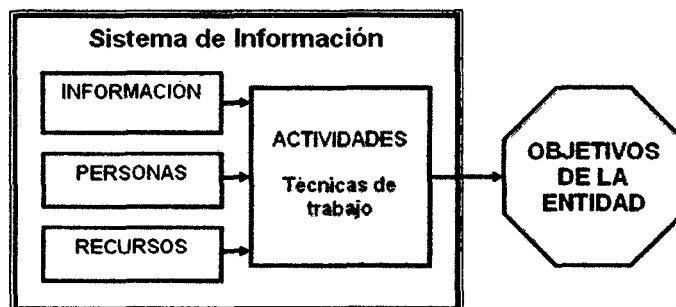 Sistema de Información
INFORMACIÓN
PERSONAS
RECURSOS
ACTIVIDADES
Técnicas de
trabajo
OBJETIVOS
DE LA
ENTIDAD